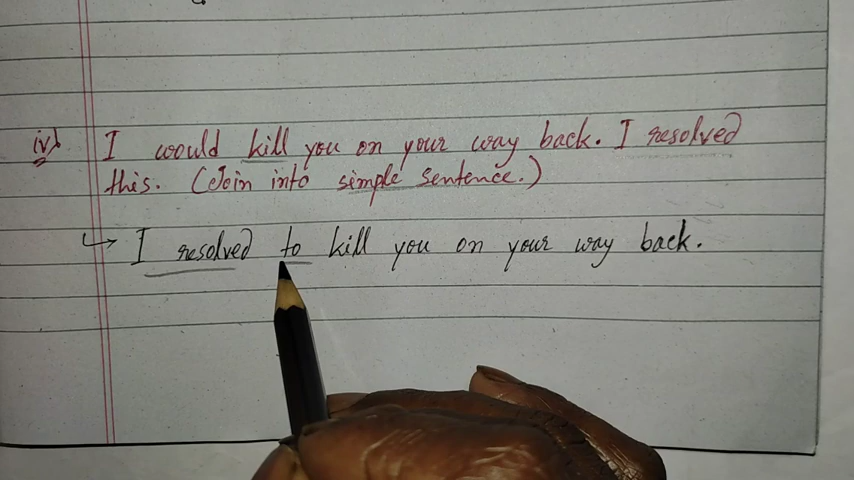 iv) I would kill you on your way back. I resolved
this. (Join into simple sentence.)
↳ I resolved to kill you on your way back.